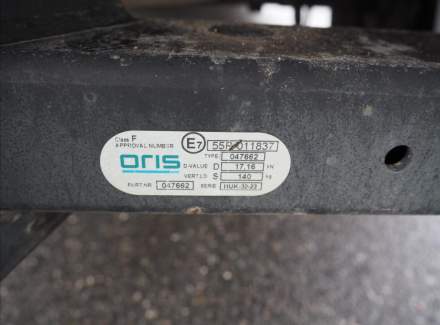 Class F
APPROVAL NUMBER E7 55R-011837
ORIS
TYPE 047662
D-VALUE D 17.16 kN
VERT.LD S 140 kg
PART.NR 047662 SERIE HUK-32-23